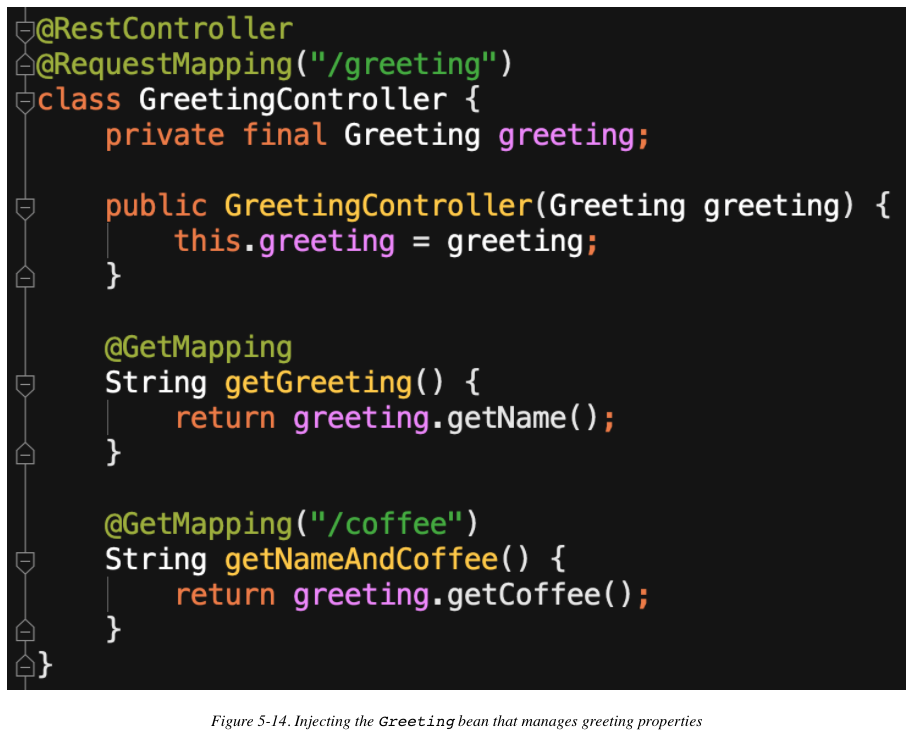 @RestController
@RequestMapping("/greeting")
class GreetingController {
    private final Greeting greeting;

    public GreetingController(Greeting greeting) {
        this.greeting = greeting;
    }

    @GetMapping
    String getGreeting() {
        return greeting.getName();
    }

    @GetMapping("/coffee")
    String getNameAndCoffee() {
        return greeting.getCoffee();
    }
}
Figure 5-14. Injecting the Greeting bean that manages greeting properties